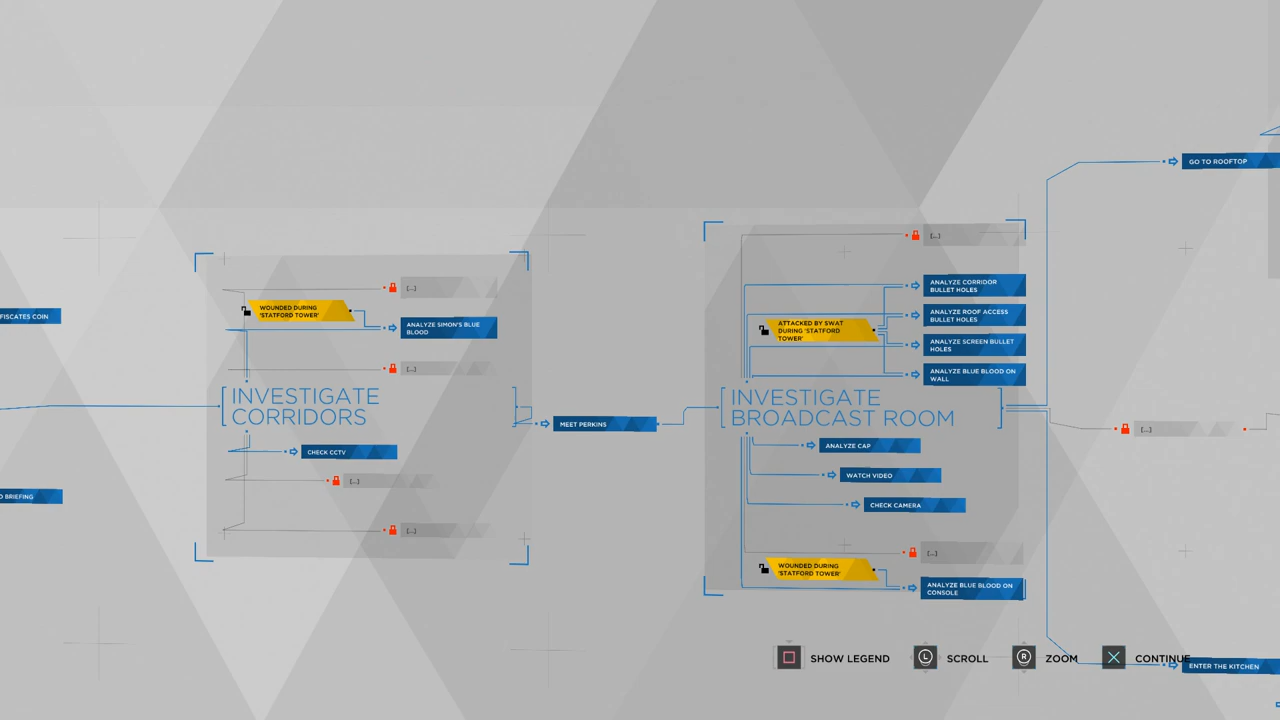 GO TO ROOFTOP
[...]
[...]
WOUNDED DURING
'STATFORD TOWER'
FISCATES COIN
ANALYZE SIMON'S BLUE
BLOOD
[...]
INVESTIGATE
CORRIDORS
MEET PERKINS
CHECK CCTV
[...]
O BRIEFING
[...]
ANALYZE CORRIDOR
BULLET HOLES
ANALYZE ROOF ACCESS
BULLET HOLES
ATTACKED BY SWAT
DURING 'STATFORD
TOWER'
ANALYZE SCREEN BULLET
HOLES
ANALYZE BLUE BLOOD ON
WALL
INVESTIGATE
BROADCAST ROOM
[...]
ANALYZE CAP
WATCH VIDEO
CHECK CAMERA
[...]
WOUNDED DURING
'STATFORD TOWER'
ANALYZE BLUE BLOOD ON
CONSOLE
SHOW LEGEND
L
SCROLL
R
ZOOM
CONTINUE
ENTER THE KITCHEN